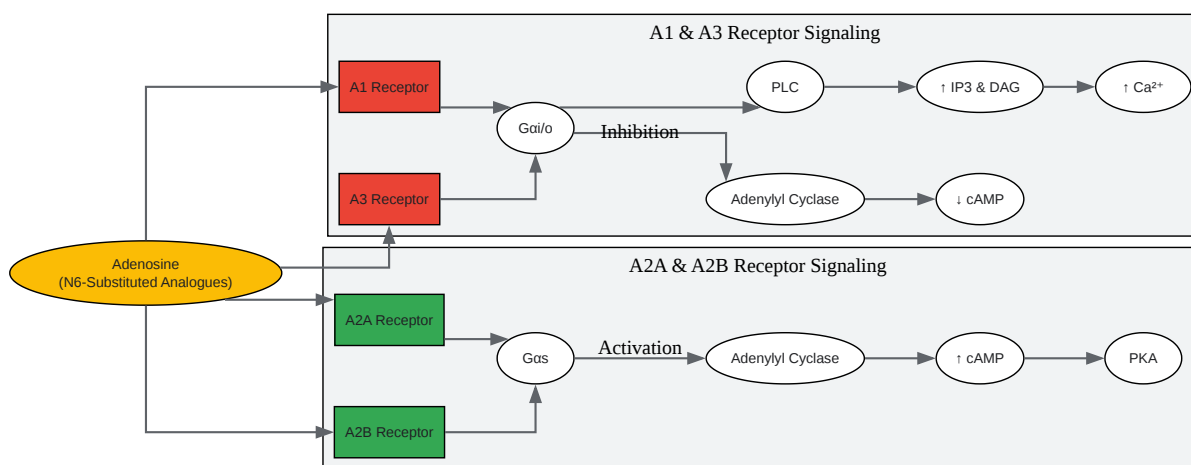 A1 & A3 Receptor Signaling
A1 Receptor
PLC
↑ IP3 & DAG
↑ Ca²⁺
Gαi/o
Inhibition
A3 Receptor
Adenylyl Cyclase
↓ cAMP
Adenosine
(N6-Substituted Analogues)
A2A & A2B Receptor Signaling
A2A Receptor
Gαs
Activation
Adenylyl Cyclase
↑ cAMP
PKA
A2B Receptor